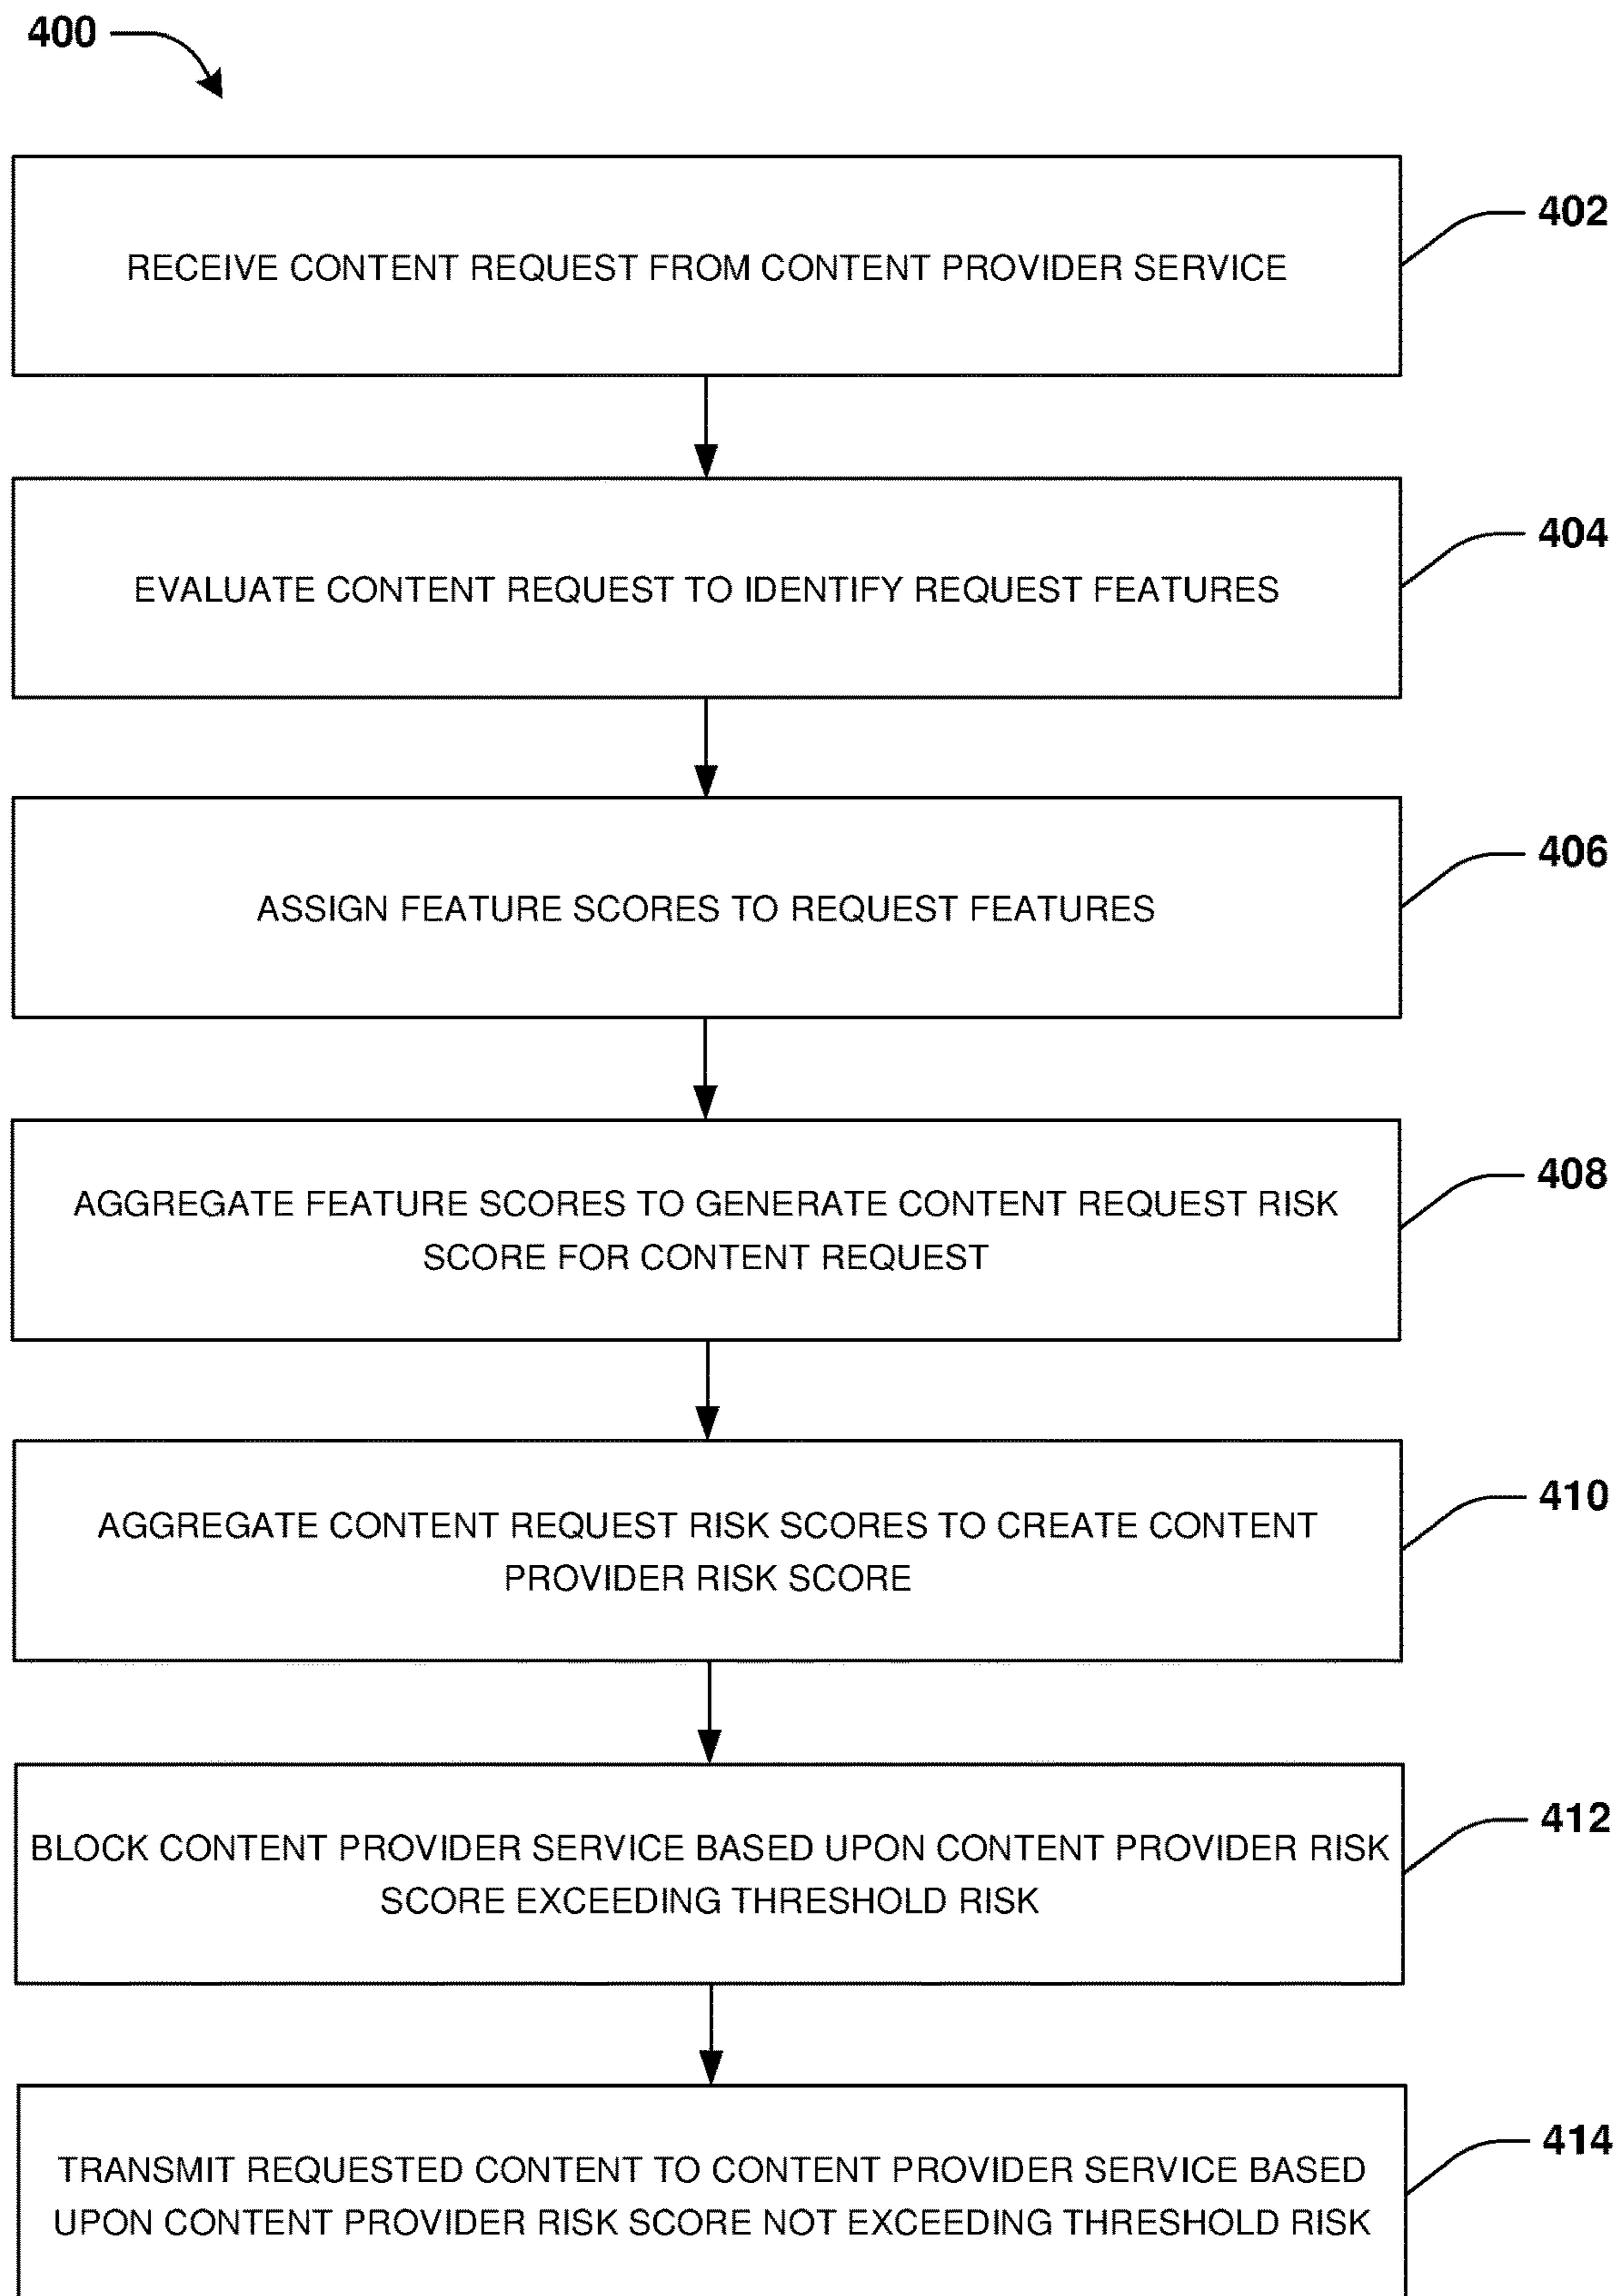 400
402
RECEIVE CONTENT REQUEST FROM CONTENT PROVIDER SERVICE
404
EVALUATE CONTENT REQUEST TO IDENTIFY REQUEST FEATURES
406
ASSIGN FEATURE SCORES TO REQUEST FEATURES
408
AGGREGATE FEATURE SCORES TO GENERATE CONTENT REQUEST RISK
SCORE FOR CONTENT REQUEST
410
AGGREGATE CONTENT REQUEST RISK SCORES TO CREATE CONTENT
PROVIDER RISK SCORE
412
BLOCK CONTENT PROVIDER SERVICE BASED UPON CONTENT PROVIDER RISK
SCORE EXCEEDING THRESHOLD RISK
414
TRANSMIT REQUESTED CONTENT TO CONTENT PROVIDER SERVICE BASED
UPON CONTENT PROVIDER RISK SCORE NOT EXCEEDING THRESHOLD RISK